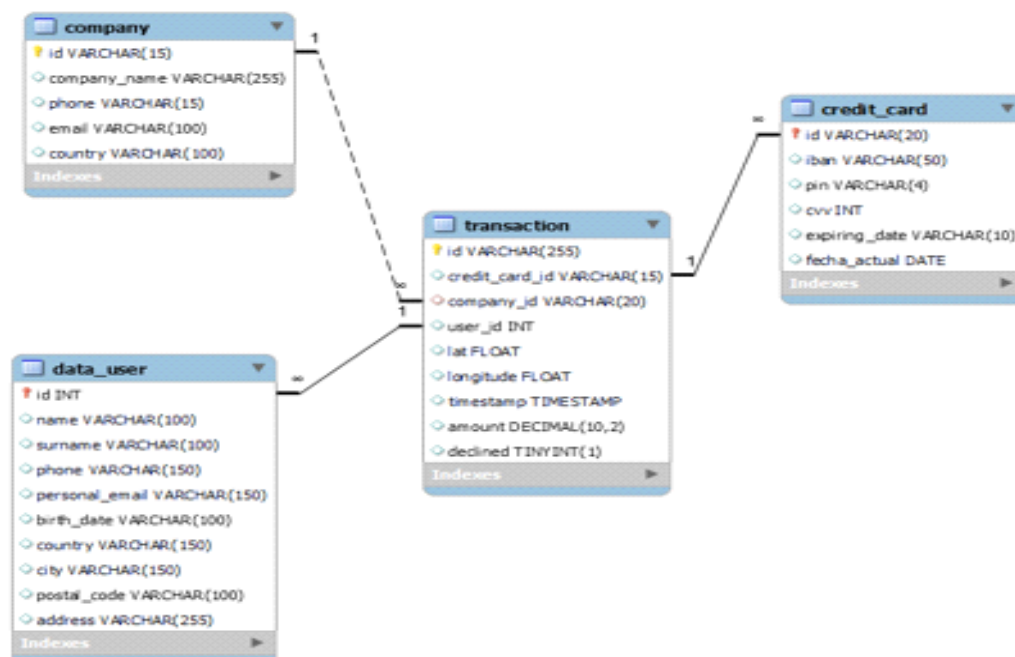 company
id VARCHAR(15)
company_name VARCHAR(255)
phone VARCHAR(15)
email VARCHAR(100)
country VARCHAR(100)
Indexes
1
∞
credit_card
id VARCHAR(20)
iban VARCHAR(50)
pin VARCHAR(4)
cvv INT
expiring_date VARCHAR(10)
fecha_actual DATE
Indexes
∞
1
transaction
id VARCHAR(255)
credit_card_id VARCHAR(15)
company_id VARCHAR(20)
user_id INT
lat FLOAT
longitude FLOAT
timestamp TIMESTAMP
amount DECIMAL(10,2)
declined TINYINT(1)
Indexes
1
∞
data_user
id INT
name VARCHAR(100)
surname VARCHAR(100)
phone VARCHAR(150)
personal_email VARCHAR(150)
birth_date VARCHAR(100)
country VARCHAR(150)
city VARCHAR(150)
postal_code VARCHAR(100)
address VARCHAR(255)
Indexes